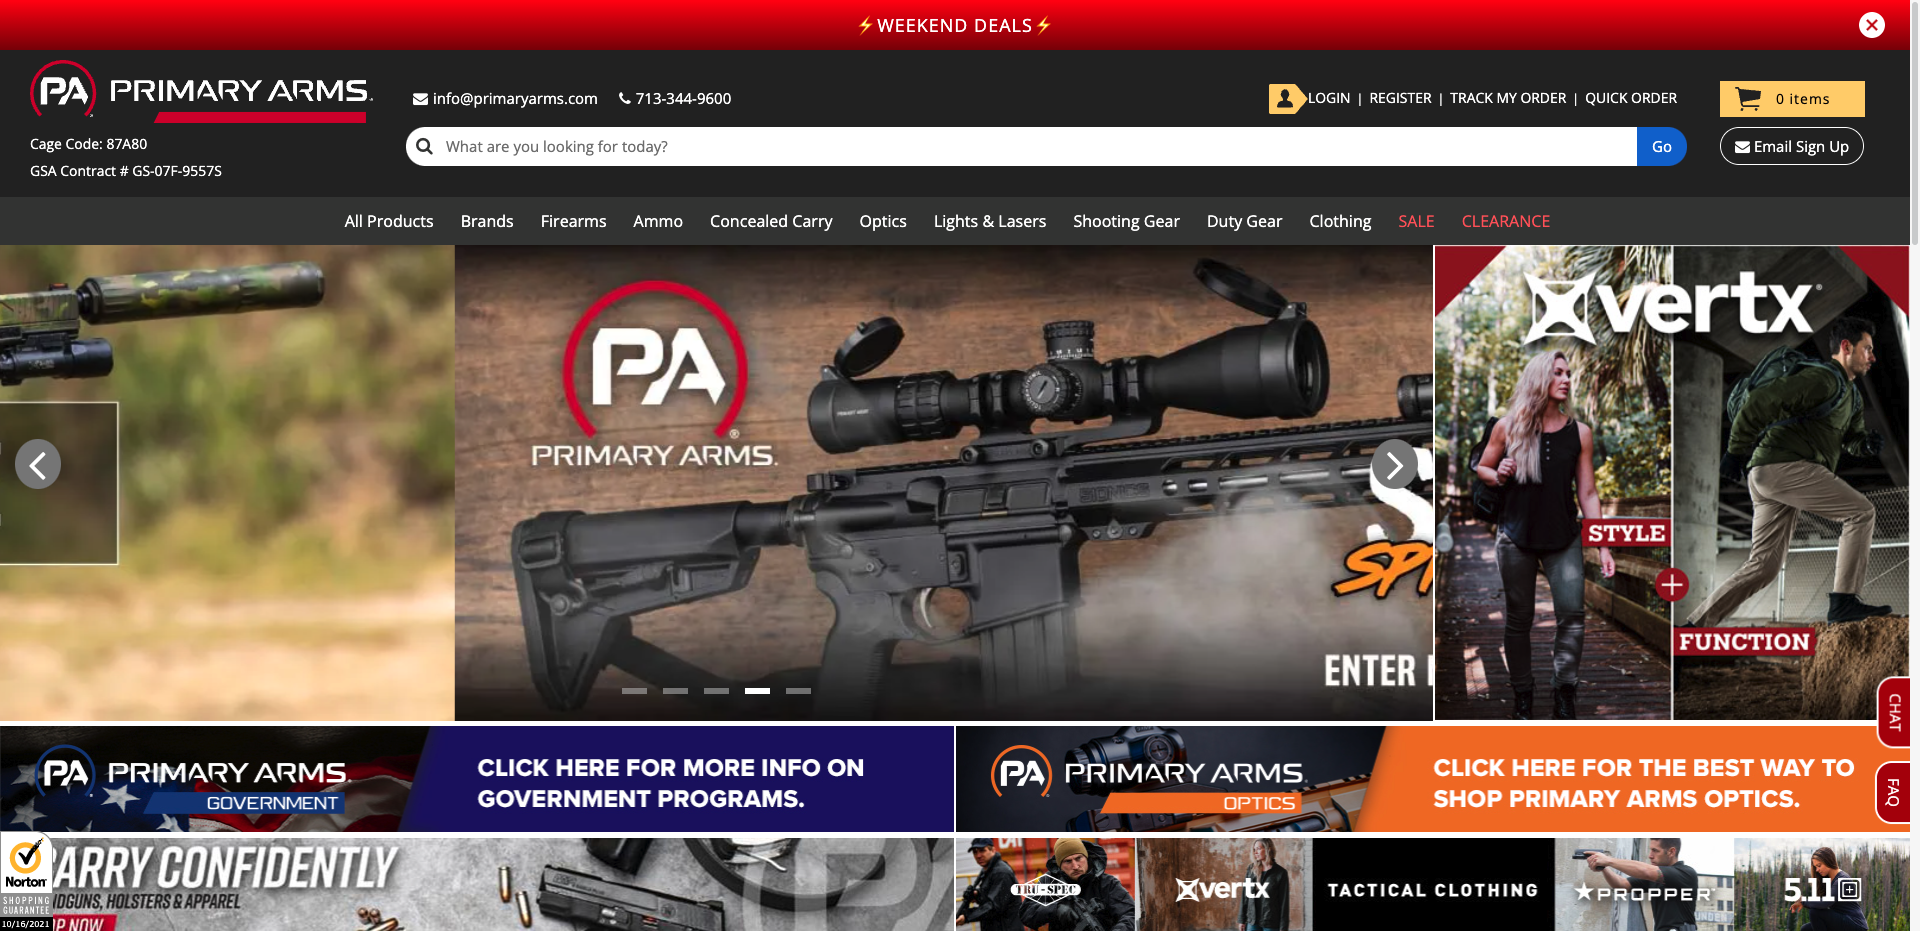 ⚡WEEKEND DEALS⚡
PA PRIMARY ARMS.
info@primaryarms.com 713-344-9600
LOGIN | REGISTER | TRACK MY ORDER | QUICK ORDER
0 items
Cage Code: 87A80
GSA Contract # GS-07F-9557S
What are you looking for today?
Go
Email Sign Up
All Products Brands Firearms Ammo Concealed Carry Optics Lights & Lasers Shooting Gear Duty Gear Clothing SALE CLEARANCE
PA
PRIMARY ARMS.
ENTER
vertx
STYLE
+
FUNCTION
CHAT
FAQ
PA PRIMARY ARMS.
GOVERNMENT
CLICK HERE FOR MORE INFO ON
GOVERNMENT PROGRAMS.
PA PRIMARY ARMS.
OPTICS
CLICK HERE FOR THE BEST WAY TO
SHOP PRIMARY ARMS OPTICS.
ARRY CONFIDENTLY
DGUNS, HOLSTERS & APPAREL
P NOW
Norton
SHOPPING
GUARANTEE
10/16/2021
TRU-SPEC
vertx
TACTICAL CLOTHING
PROPPER
5.11